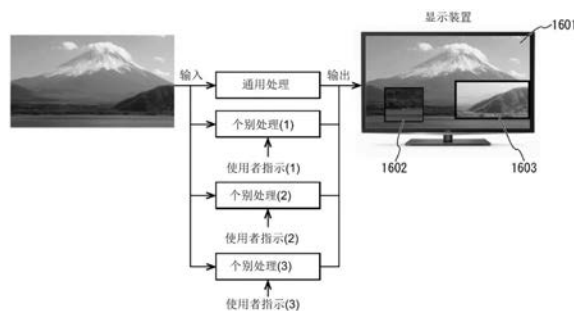 显示装置
1601
输入
通用处理
输出
个别处理(1)
使用者指示(1)
1602
1603
个别处理(2)
使用者指示(2)
个别处理(3)
使用者指示(3)